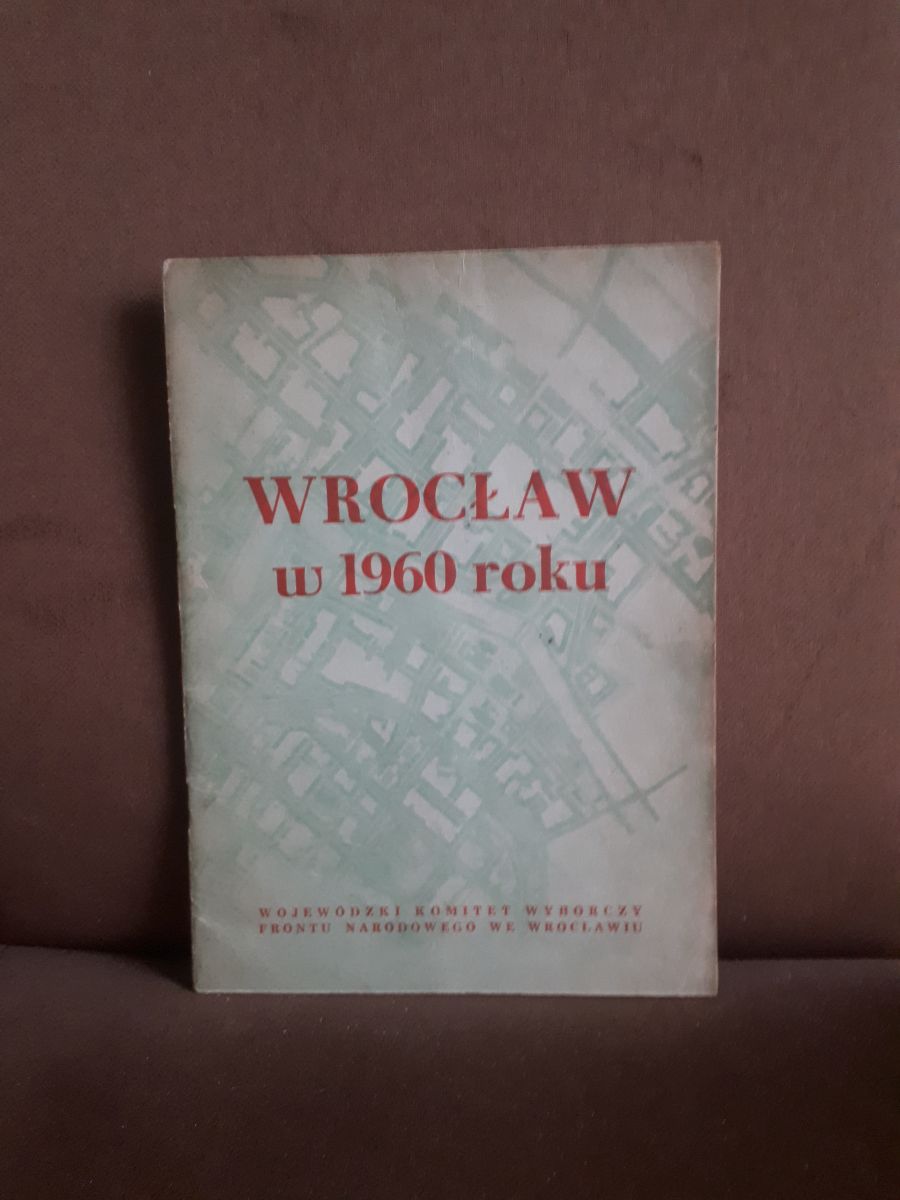 WROCŁAW
w 1960 roku
WOJEWÓDZKI KOMITET WYBORCZY
FRONTU NARODOWEGO WE WROCŁAWIU